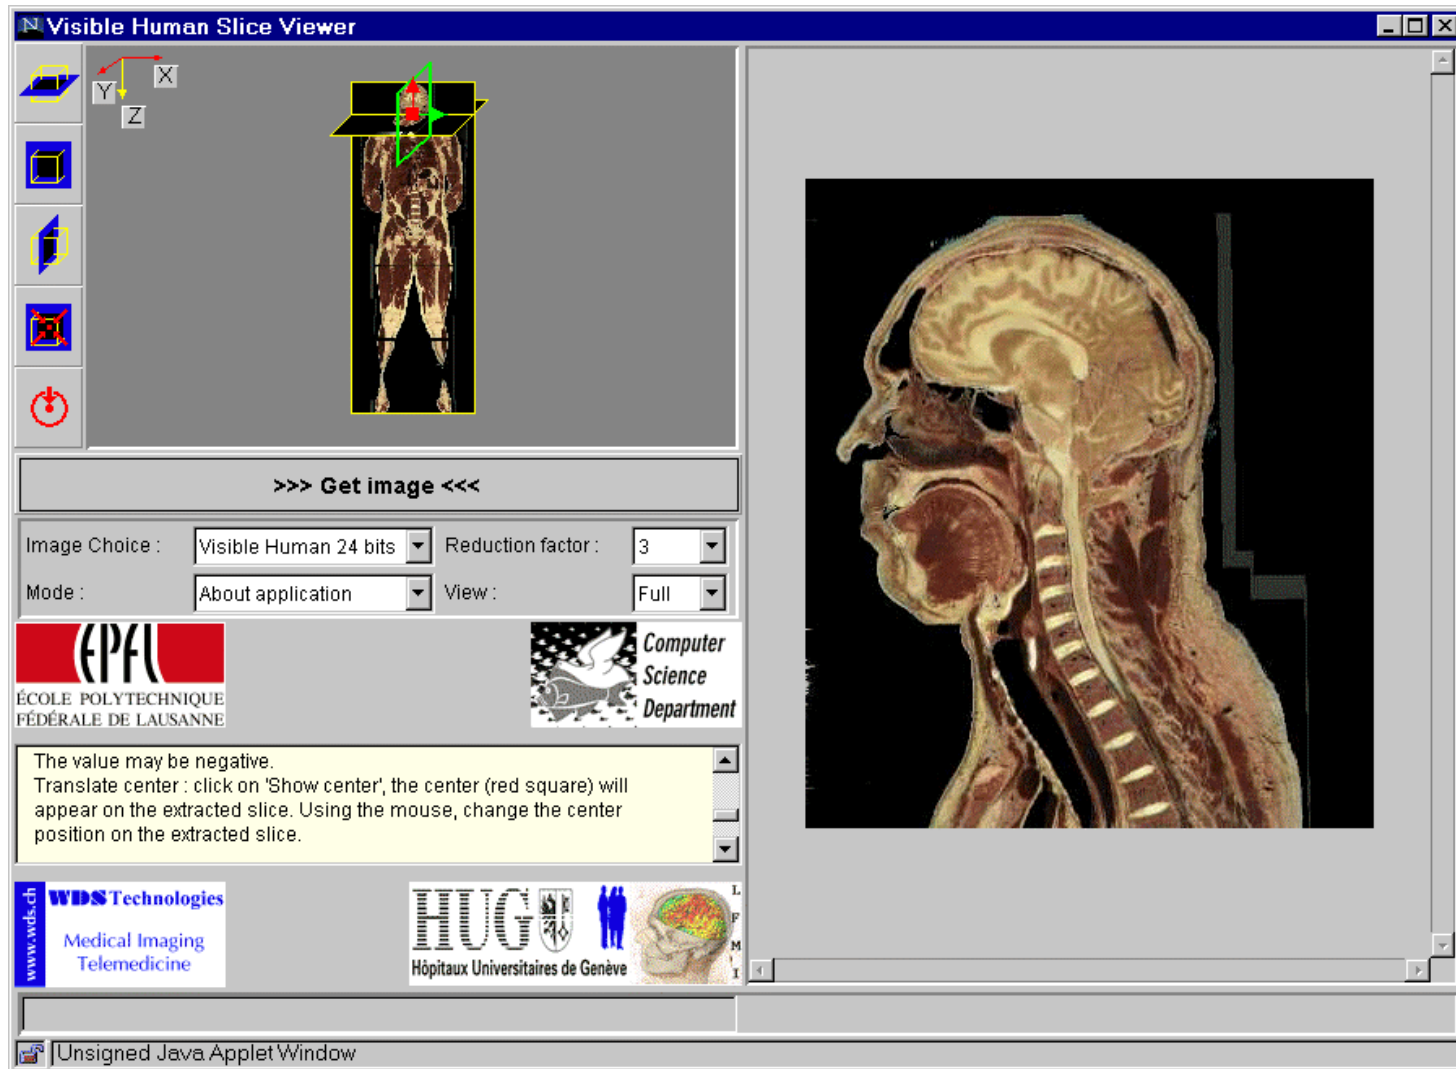 Visible Human Slice Viewer
X
Y
Z
>>> Get image <<<
Image Choice : Visible Human 24 bits Reduction factor : 3
Mode : About application View : Full
EPFL
ÉCOLE POLYTECHNIQUE
FÉDÉRALE DE LAUSANNE
Computer
Science
Department
The value may be negative.
Translate center : click on 'Show center', the center (red square) will
appear on the extracted slice. Using the mouse, change the center
position on the extracted slice.
www.wds.ch
WDS Technologies
Medical Imaging
Telemedicine
HUG
Hôpitaux Universitaires de Genève
L
F
M
I
Unsigned Java Applet Window